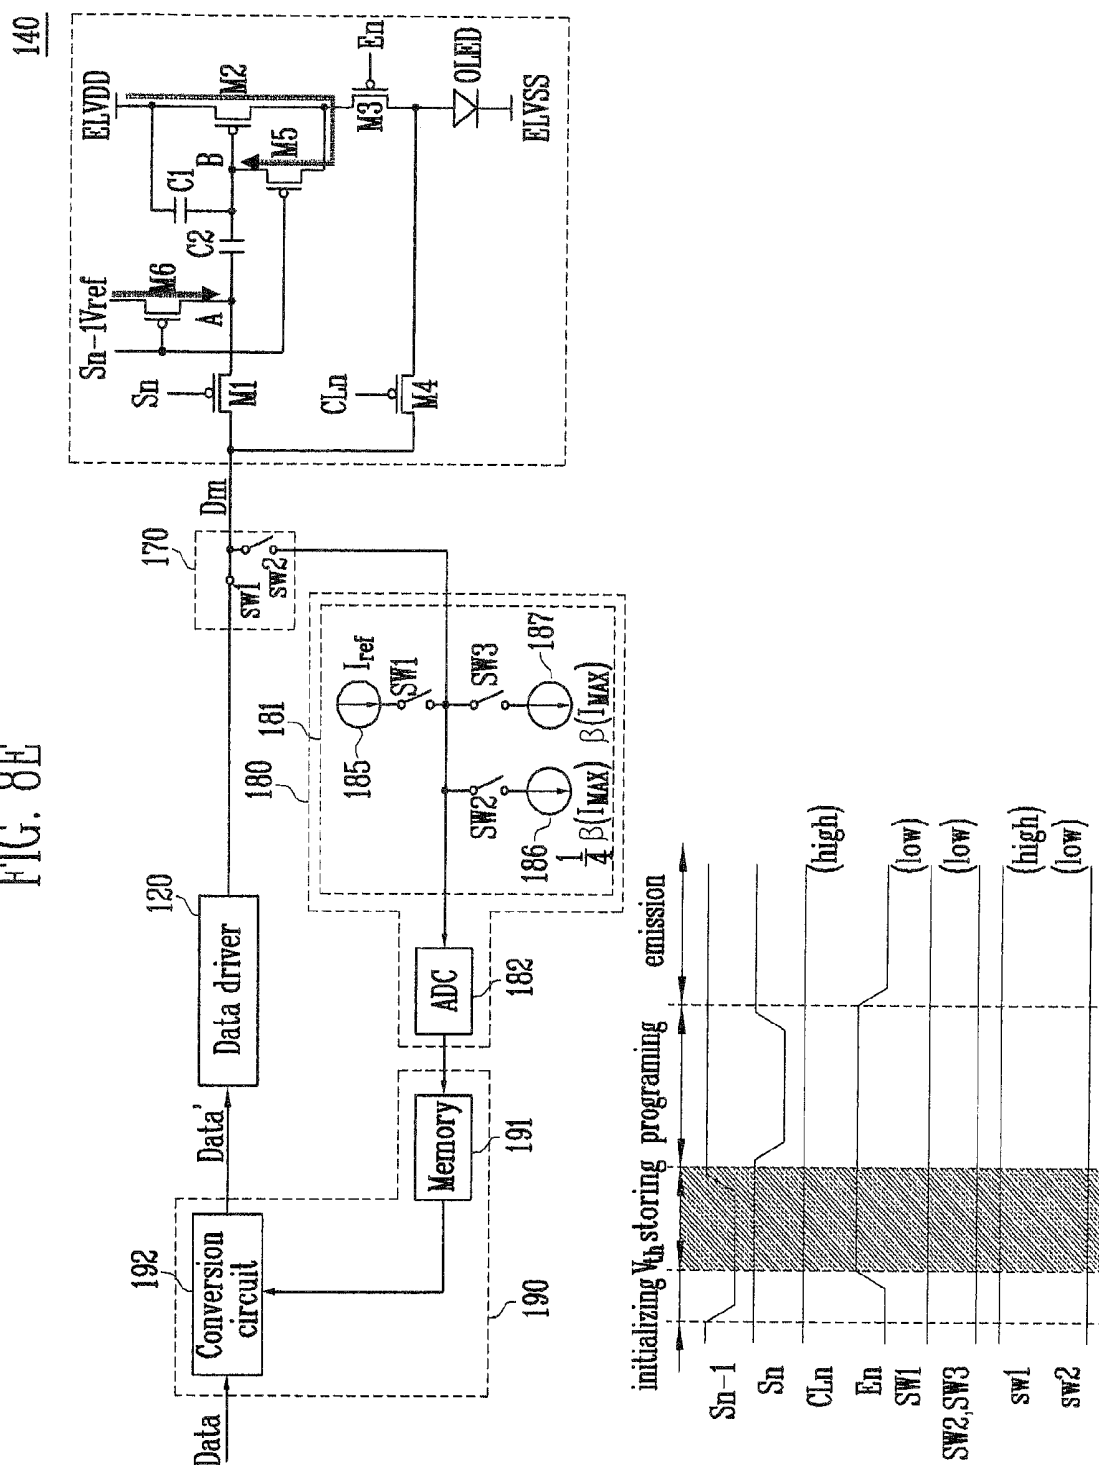 FIG. 8E
140
ELVDD
M2
B
M5
C1
C2
Sn-1
Vref
M6
A
Sn
M1
En
M3
OLED
ELVSS
CLn
M4
Dm
170
sw1
sw2
120
Data driver
Data'
192
Conversion
circuit
Data
190
Memory
191
ADC
182
180
181
Iref
185
SW1
SW3
187
β(IMAX)
SW2
186
1/4 β(IMAX)
initializing
Vth storing
programing
emission
Sn-1
Sn
CLn
(high)
En
SW1
(low)
SW2,SW3
(low)
sw1
(high)
sw2
(low)